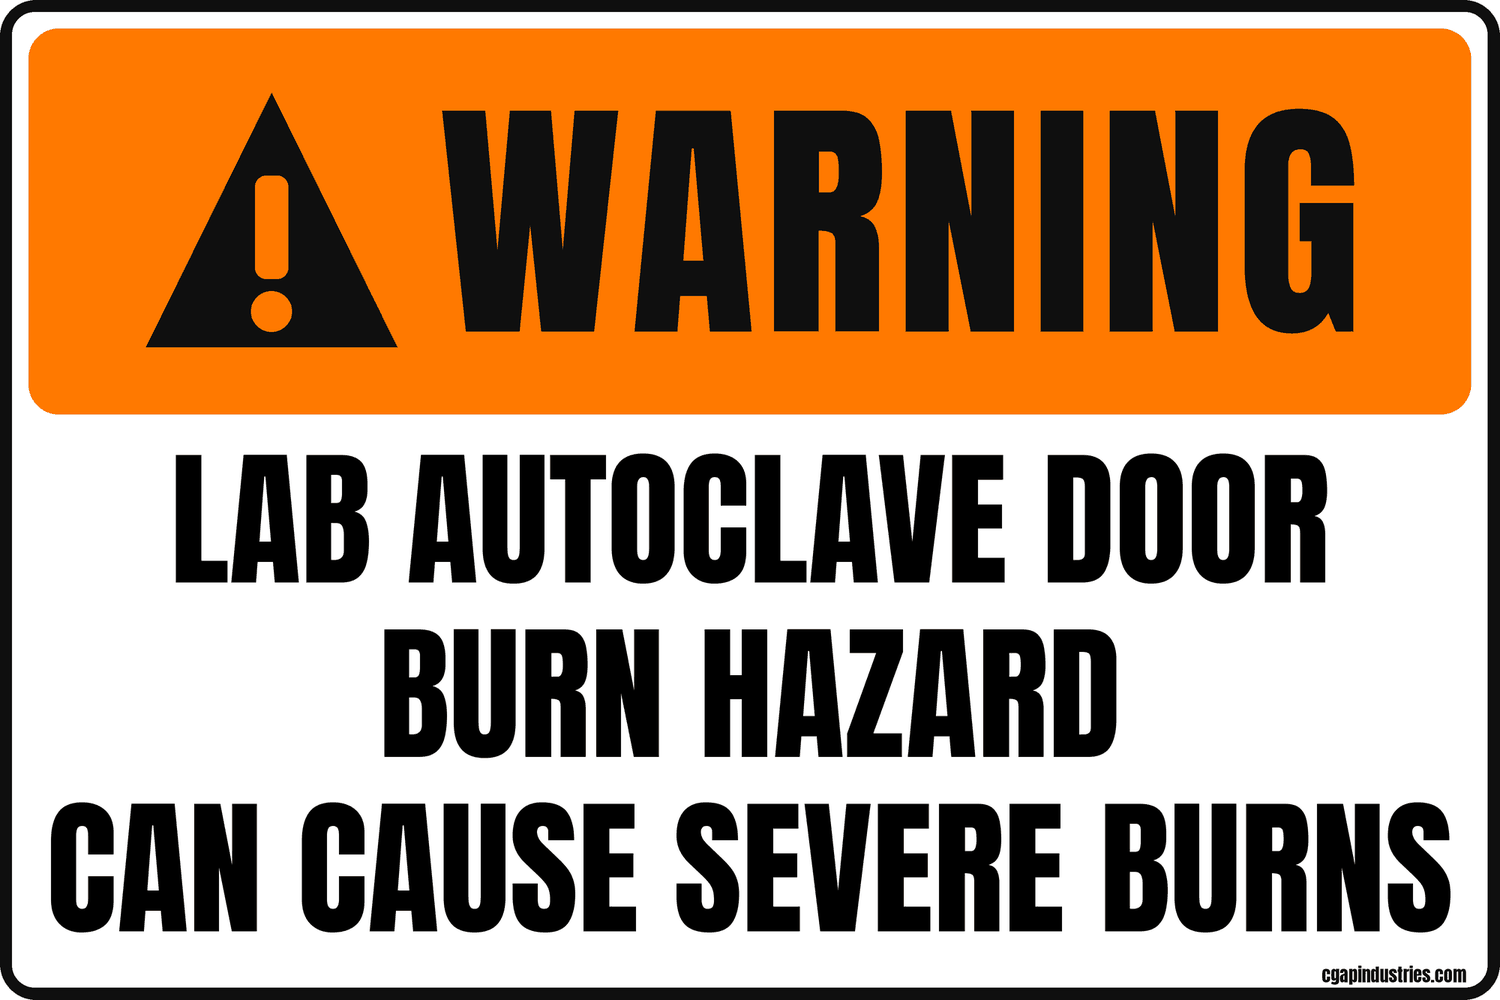 WARNING
LAB AUTOCLAVE DOOR
BURN HAZARD
CAN CAUSE SEVERE BURNS
cgapindustries.com